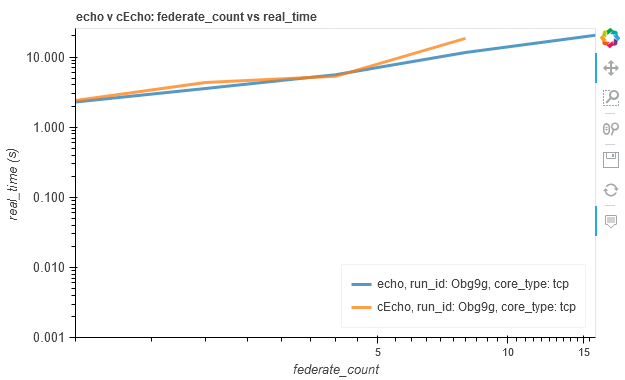 echo v cEcho: federate_count vs real_time
10.000
1.000
0.100
0.010
0.001
real_time (s)
echo, run_id: Obg9g, core_type: tcp
cEcho, run_id: Obg9g, core_type: tcp
5
10
15
federate_count